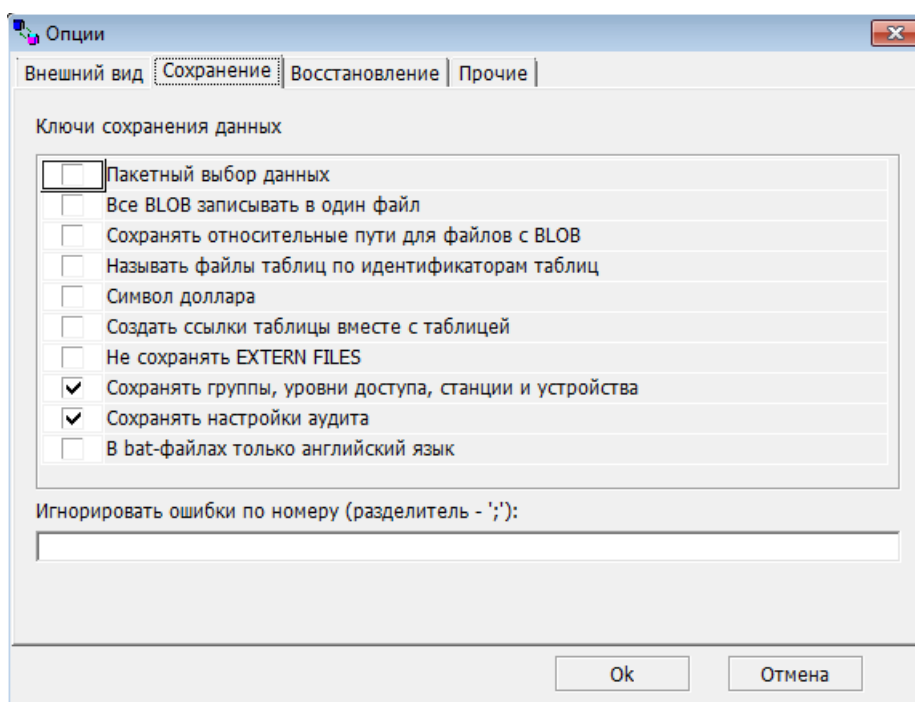 Опции
Внешний вид Сохранение Восстановление Прочие
Ключи сохранения данных
Пакетный выбор данных
Все BLOB записывать в один файл
Сохранять относительные пути для файлов с BLOB
Называть файлы таблиц по идентификаторам таблиц
Символ доллара
Создать ссылки таблицы вместе с таблицей
Не сохранять EXTERN FILES
Сохранять группы, уровни доступа, станции и устройства
Сохранять настройки аудита
В bat-файлах только английский язык
Игнорировать ошибки по номеру (разделитель - ';'):
Ok Отмена